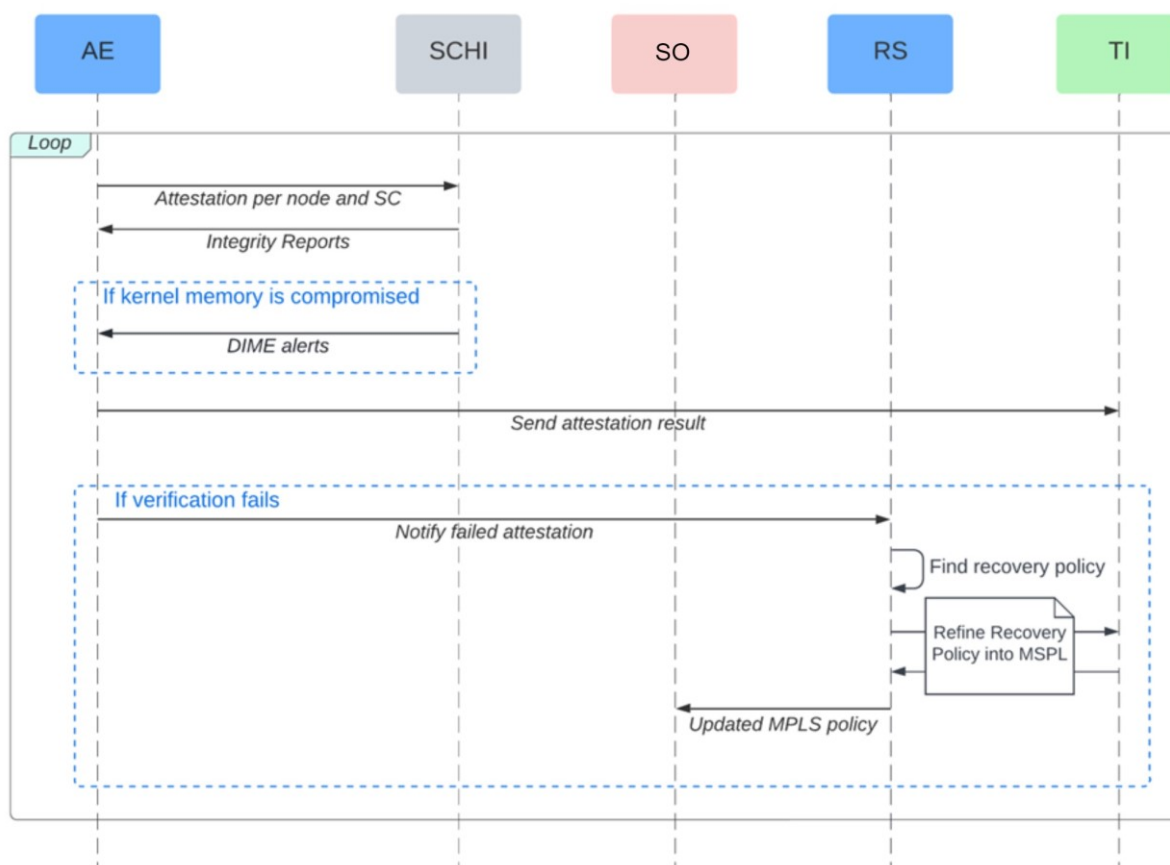 AE
SCHI
SO
RS
TI
Loop
Attestation per node and SC
Integrity Reports
If kernel memory is compromised
DIME alerts
Send attestation result
If verification fails
Notify failed attestation
Find recovery policy
Refine Recovery
Policy into MSPL
Updated MPLS policy